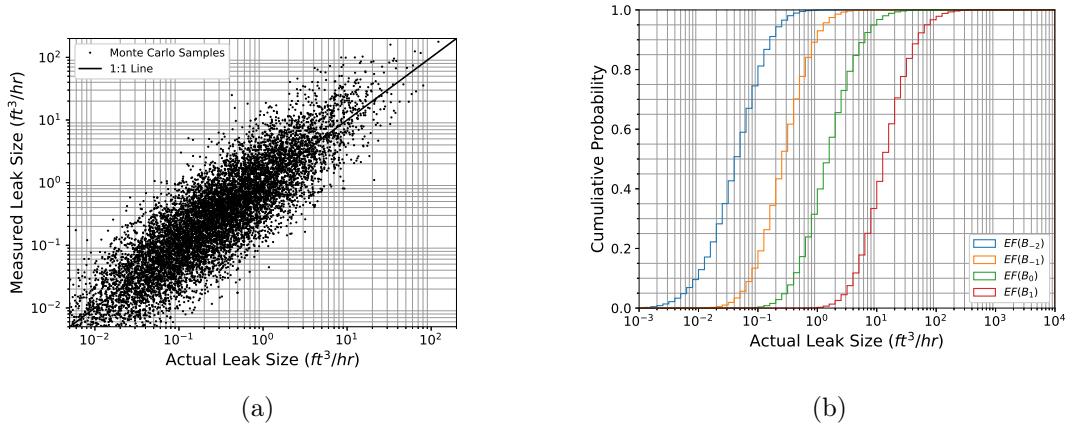 Monte Carlo Samples
1:1 Line
10²
10¹
10⁰
10⁻¹
10⁻²
Measured Leak Size (ft³/hr)
10⁻² 10⁻¹ 10⁰ 10¹ 10²
Actual Leak Size (ft³/hr)
(a)
1.0
0.8
0.6
0.4
0.2
0.0
Cumuliative Probability
EF(B₋₂)
EF(B₋₁)
EF(B₀)
EF(B₁)
10⁻³ 10⁻² 10⁻¹ 10⁰ 10¹ 10² 10³ 10⁴
Actual Leak Size (ft³/hr)
(b)